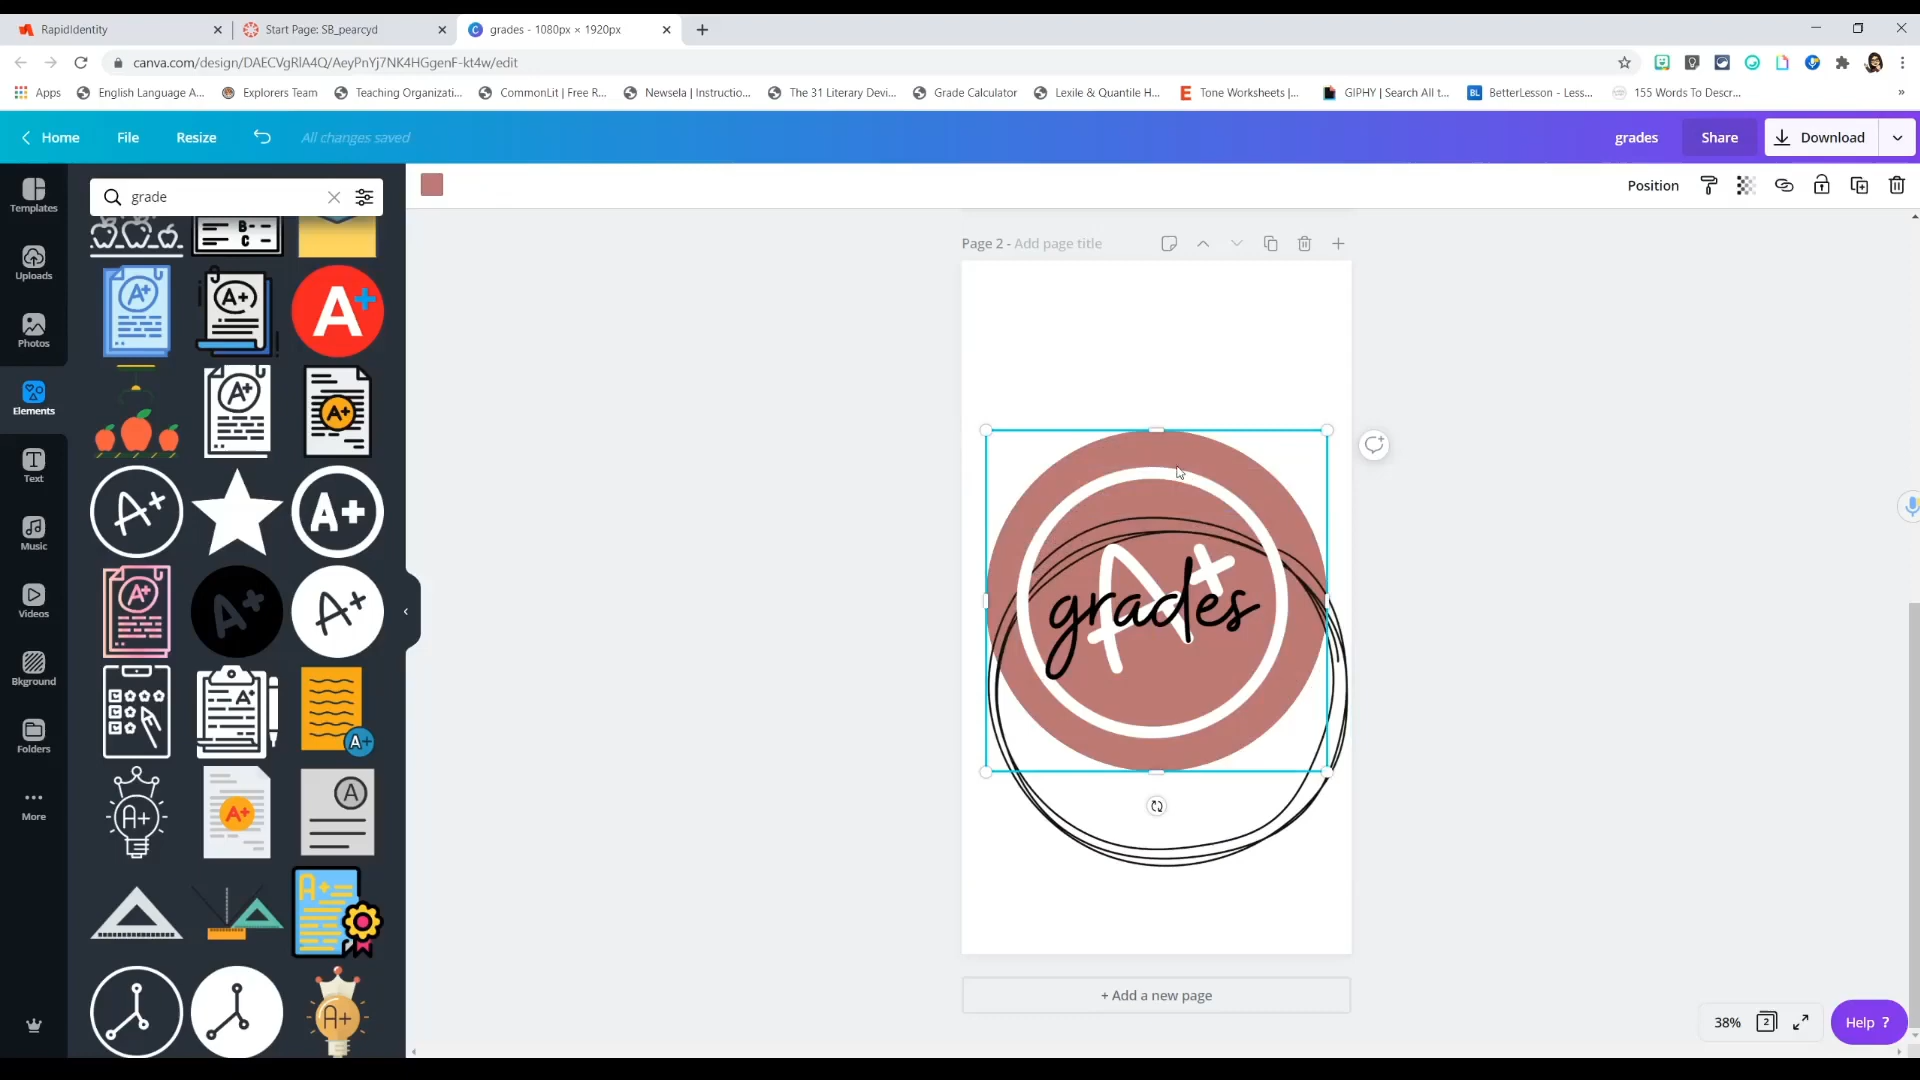 RapidIdentity
Start Page: SB_pearcyd
grades - 1080px × 1920px
canva.com/design/DAECVgRlA4Q/AeyPnYj7NK4HGgenF-kt4w/edit
Apps
English Language A...
Explorers Team
Teaching Organizati...
CommonLit | Free R...
Newsela | Instructio...
The 31 Literary Devi...
Grade Calculator
Lexile & Quantile H...
Tone Worksheets |...
GIPHY | Search All t...
BL
BetterLesson - Less...
155 Words To Descr...
Home
File
Resize
All changes saved
grades
Share
Download
Templates
Uploads
Photos
Elements
Text
Music
Videos
Bkground
Folders
More
grade
Position
Page 2 - Add page title
B-
C
A+
A+
A+
A+
A+
A+
A+
A+
A+
A+
A+
A+
A+
A+
A
A+
A+
A+
grades
+ Add a new page
38%
2
Help ?